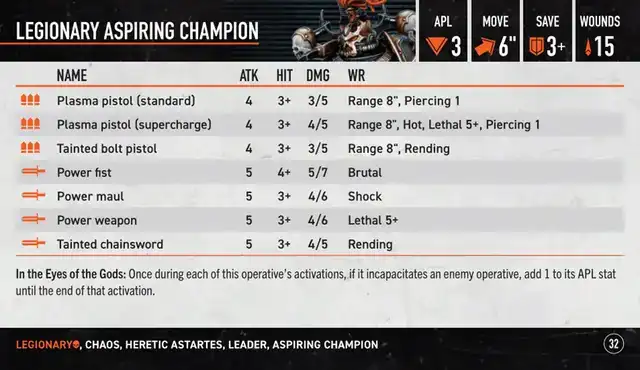 LEGIONARY ASPIRING CHAMPION
APL 3 MOVE 6" SAVE 3+ WOUNDS 15
NAME ATK HIT DMG WR
Plasma pistol (standard) 4 3+ 3/5 Range 8", Piercing 1
Plasma pistol (supercharge) 4 3+ 4/5 Range 8", Hot, Lethal 5+, Piercing 1
Tainted bolt pistol 4 3+ 3/5 Range 8", Rending
Power fist 5 4+ 5/7 Brutal
Power maul 5 3+ 4/6 Shock
Power weapon 5 3+ 4/6 Lethal 5+
Tainted chainsword 5 3+ 4/5 Rending
In the Eyes of the Gods: Once during each of this operative's activations, if it incapacitates an enemy operative, add 1 to its APL stat
until the end of that activation.
LEGIONARY, CHAOS, HERETIC ASTARTES, LEADER, ASPIRING CHAMPION 32